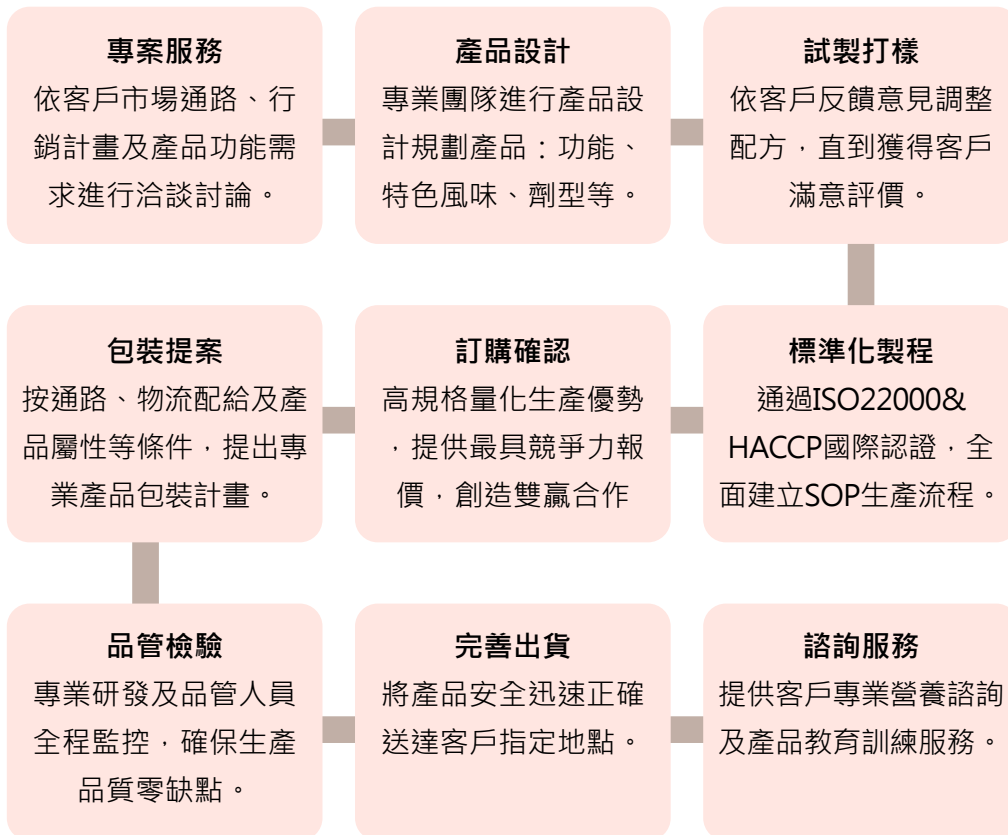 專案服務
依客戶市場通路、行
銷計畫及產品功能需
求進行洽談討論。
產品設計
專業團隊進行產品設
計規劃產品：功能、
特色風味、劑型等。
試製打樣
依客戶反饋意見調整
配方，直到獲得客戶
滿意評價。
標準化製程
通過ISO22000&
HACCP國際認證，全
面建立SOP生產流程。
訂購確認
高規格量化生產優勢
，提供最具競爭力報
價，創造雙贏合作
包裝提案
按通路、物流配給及產
品屬性等條件，提出專
業產品包裝計畫。
品管檢驗
專業研發及品管人員
全程監控，確保生產
品質零缺點。
完善出貨
將產品安全迅速正確
送達客戶指定地點。
諮詢服務
提供客戶專業營養諮詢
及產品教育訓練服務。